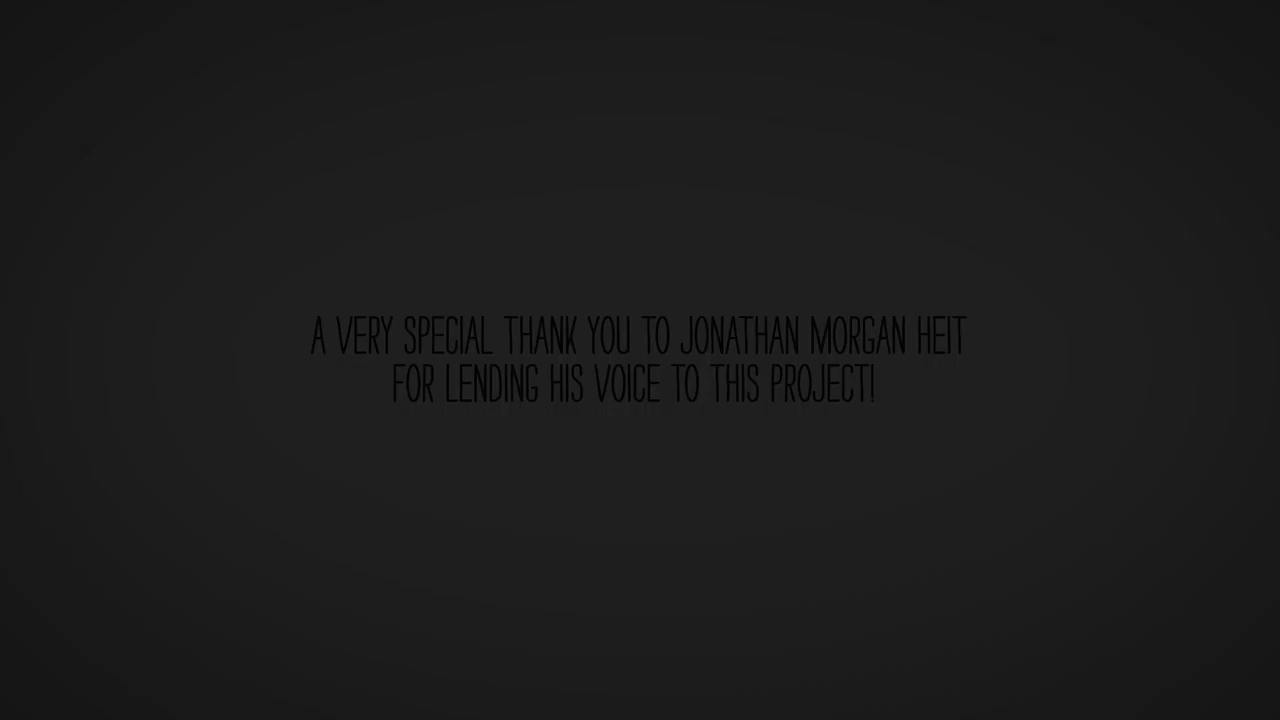 A VERY SPECIAL THANK YOU TO JONATHAN MORGAN HEIT
FOR LENDING HIS VOICE TO THIS PROJECT!